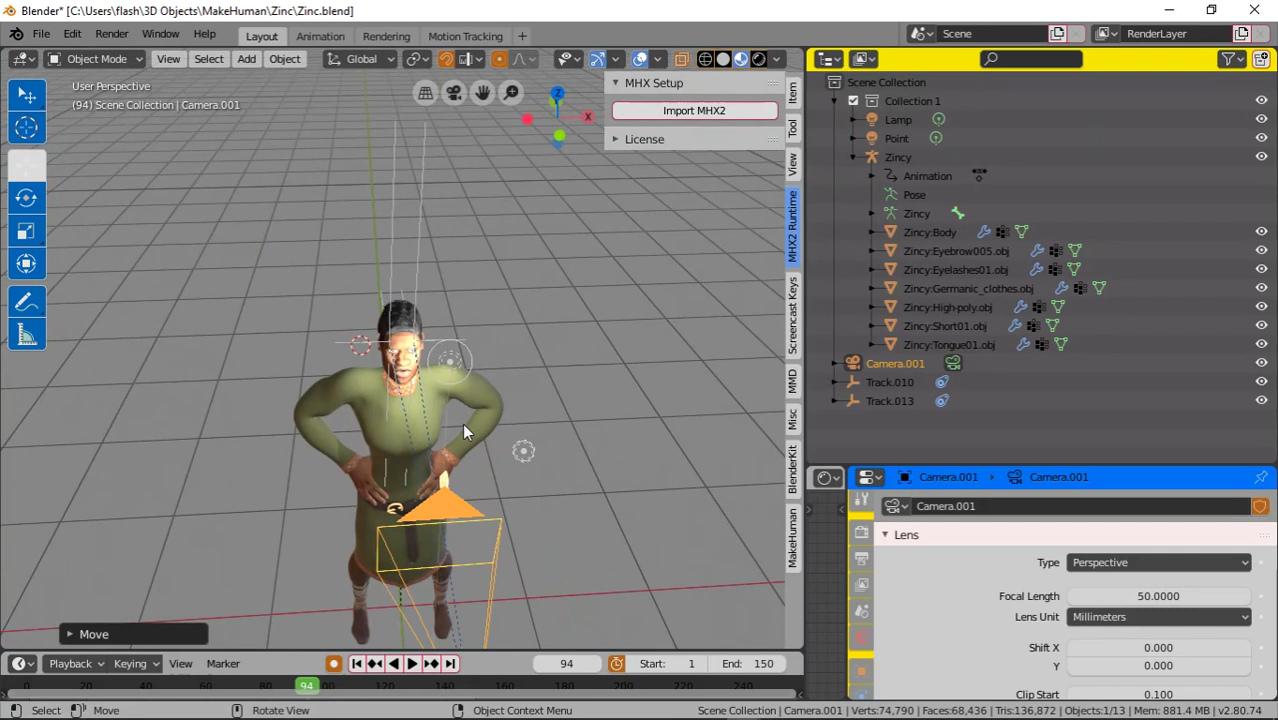 Blender* [C:\Users\flash\3D Objects\MakeHuman\Zinc\Zinc.blend]
File Edit Render Window Help Layout Animation Rendering Motion Tracking + Scene RenderLayer
Object Mode View Select Add Object Global
User Perspective
(94) Scene Collection | Camera.001
Z
X
MHX Setup
Import MHX2
License
Item
Tool
View
MHX2 Runtime
Screencast Keys
MMD
Misc
BlenderKit
MakeHuman
Move
Scene Collection
Collection 1
Lamp
Point
Zincy
Animation
Pose
Zincy
Zincy:Body
Zincy:Eyebrow005.obj
Zincy:Eyelashes01.obj
Zincy:Germanic_clothes.obj
Zincy:High-poly.obj
Zincy:Short01.obj
Zincy:Tongue01.obj
Camera.001
Track.010
Track.013
Camera.001 Camera.001
Camera.001
Lens
Type Perspective
Focal Length 50.0000
Lens Unit Millimeters
Shift X 0.000
Y 0.000
Clip Start 0.100
Playback Keying View Marker 94 Start: 1 End: 150
0 20 40 60 80 94 120 140 160 180 200 220 240
Select Move Rotate View Object Context Menu Scene Collection | Camera.001 | Verts:74,790 | Faces:68,436 | Tris:136,872 | Objects:1/13 | Mem: 881.4 MB | v2.80.74